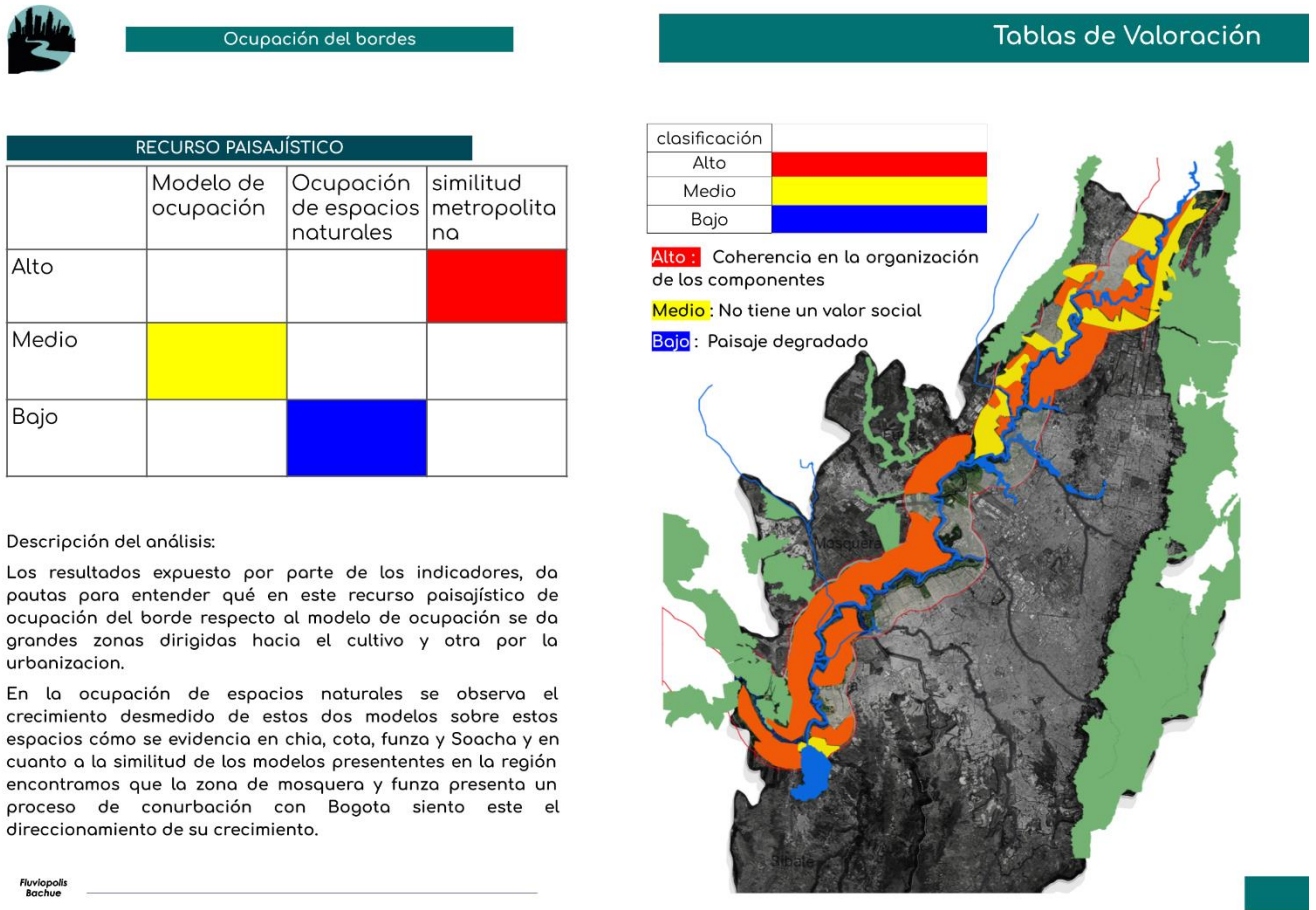 Ocupación del bordes
Tablas de Valoración
RECURSO PAISAJÍSTICO
Modelo de
ocupación
Ocupación
de espacios
naturales
similitud
metropolita
na
Alto
Medio
Bajo
Descripción del análisis:
Los resultados expuesto por parte de los indicadores, da
pautas para entender qué en este recurso paisajístico de
ocupación del borde respecto al modelo de ocupación se da
grandes zonas dirigidas hacia el cultivo y otra por la
urbanizacion.
En la ocupación de espacios naturales se observa el
crecimiento desmedido de estos dos modelos sobre estos
espacios cómo se evidencia en chia, cota, funza y Soacha y en
cuanto a la similitud de los modelos presententes en la región
encontramos que la zona de mosquera y funza presenta un
proceso de conurbación con Bogota siento este el
direccionamiento de su crecimiento.
Fluviopolis
Bachue
clasificación
Alto
Medio
Bajo
Alto : Coherencia en la organización
de los componentes
Medio : No tiene un valor social
Bajo : Paisaje degradado
Mosquera
Sibate